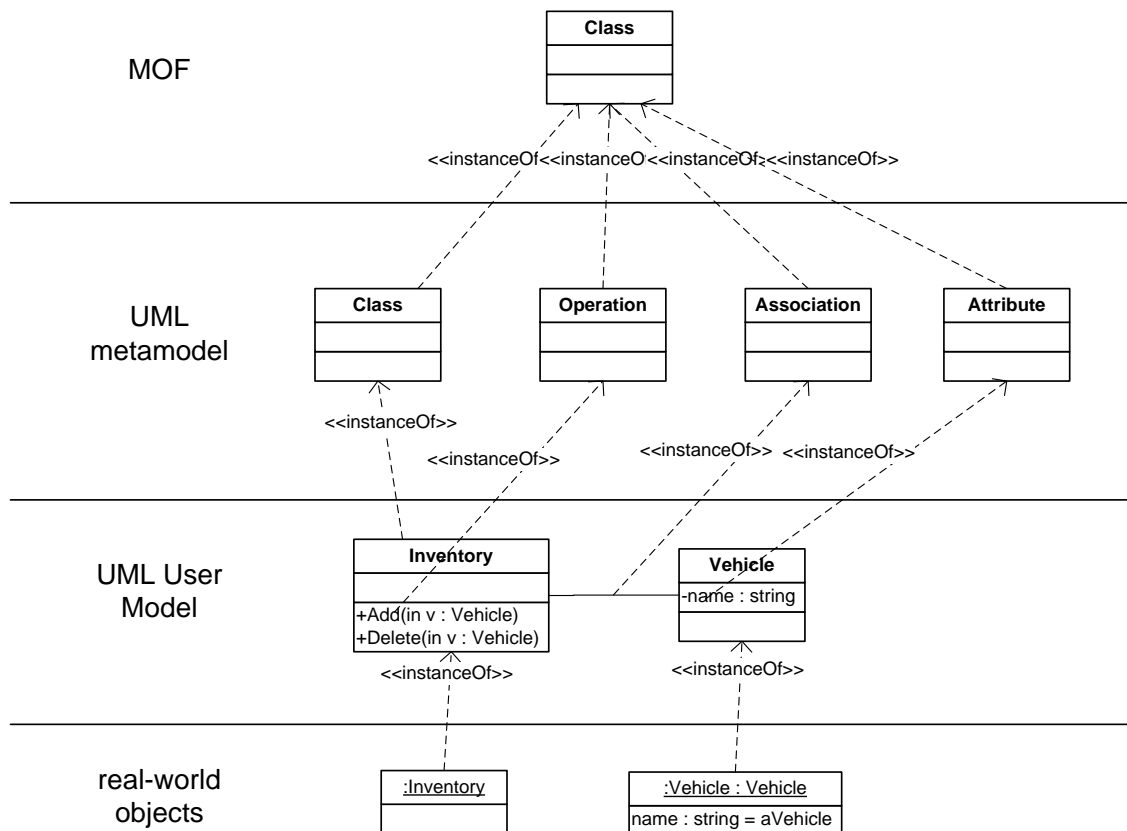 Class
MOF
<<instanceOf
<<instanceO
<<instanceOf>
<<instanceOf>>
Class
Operation
Association
Attribute
UML
metamodel
<<instanceOf>>
<<instanceOf>>
<<instanceOf>>
<<instanceOf>>
Inventory
Vehicle
UML User
Model
-name : string
+Add(in v : Vehicle)
+Delete(in v : Vehicle)
<<instanceOf>>
<<instanceOf>>
real-world
objects
:Inventory
:Vehicle : Vehicle
name : string = aVehicle